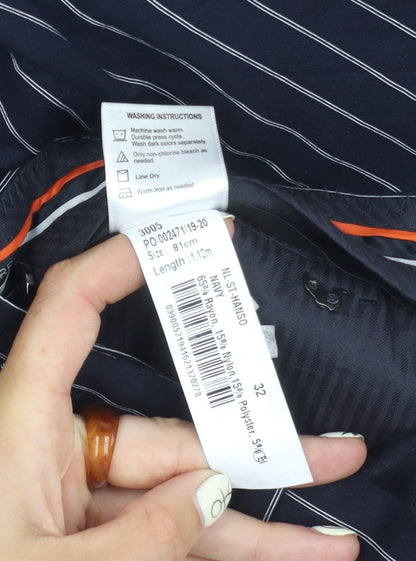 WASHING INSTRUCTIONS
Machine wash warm
Durable press cycle.
Wash dark colors separately.
Only non-chlorine bleach as
needed.
Line Dry
Warm Iron as needed
3005
PO:002471/19-20
Size: 81cm
Length :1.12m
NL-ST-HANSO
NAVY
65% Rayon, 15% Nylon,15% Polyster, 5%
32
0390052194162137 0278